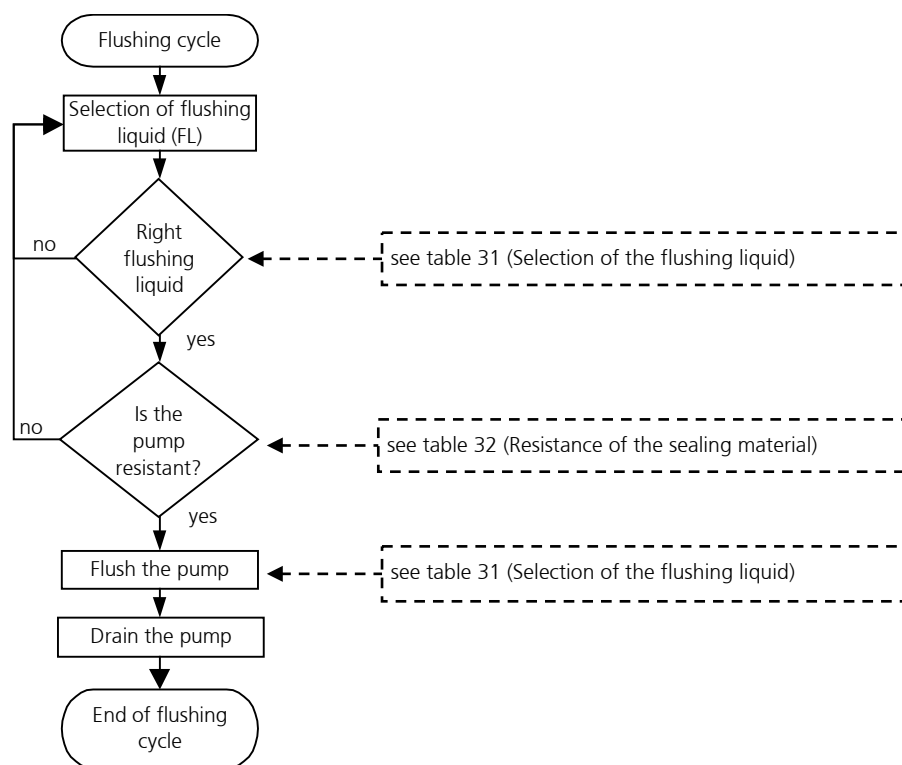 Flushing cycle
Selection of flushing
liquid (FL)
no
Right
flushing
liquid
see table 31 (Selection of the flushing liquid)
yes
no
Is the
pump
resistant?
see table 32 (Resistance of the sealing material)
yes
Flush the pump
see table 31 (Selection of the flushing liquid)
Drain the pump
End of flushing
cycle